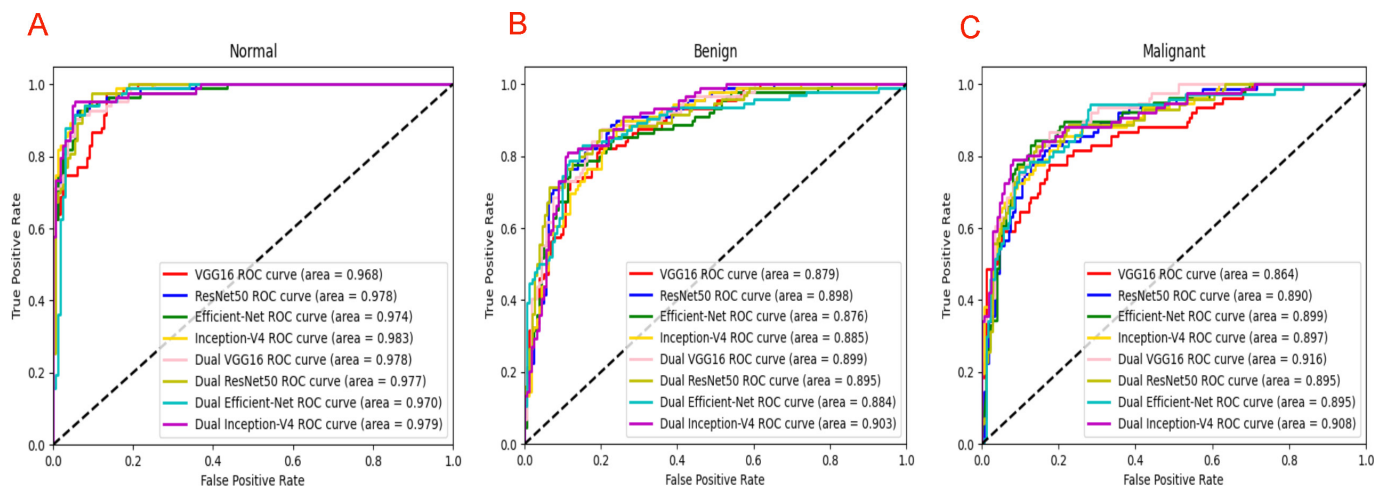 A
Normal
True Positive Rate
1.0
0.8
0.6
0.4
0.2
0.0
VGG16 ROC curve (area = 0.968)
ResNet50 ROC curve (area = 0.978)
Efficient-Net ROC curve (area = 0.974)
Inception-V4 ROC curve (area = 0.983)
Dual VGG16 ROC curve (area = 0.978)
Dual ResNet50 ROC curve (area = 0.977)
Dual Efficient-Net ROC curve (area = 0.970)
Dual Inception-V4 ROC curve (area = 0.979)
0.0 0.2 0.4 0.6 0.8 1.0
False Positive Rate
B
Benign
True Positive Rate
1.0
0.8
0.6
0.4
0.2
0.0
VGG16 ROC curve (area = 0.879)
ResNet50 ROC curve (area = 0.898)
Efficient-Net ROC curve (area = 0.876)
Inception-V4 ROC curve (area = 0.885)
Dual VGG16 ROC curve (area = 0.899)
Dual ResNet50 ROC curve (area = 0.895)
Dual Efficient-Net ROC curve (area = 0.884)
Dual Inception-V4 ROC curve (area = 0.903)
0.0 0.2 0.4 0.6 0.8 1.0
False Positive Rate
C
Malignant
True Positive Rate
1.0
0.8
0.6
0.4
0.2
0.0
VGG16 ROC curve (area = 0.864)
ResNet50 ROC curve (area = 0.890)
Efficient-Net ROC curve (area = 0.899)
Inception-V4 ROC curve (area = 0.897)
Dual VGG16 ROC curve (area = 0.916)
Dual ResNet50 ROC curve (area = 0.895)
Dual Efficient-Net ROC curve (area = 0.895)
Dual Inception-V4 ROC curve (area = 0.908)
0.0 0.2 0.4 0.6 0.8 1.0
False Positive Rate